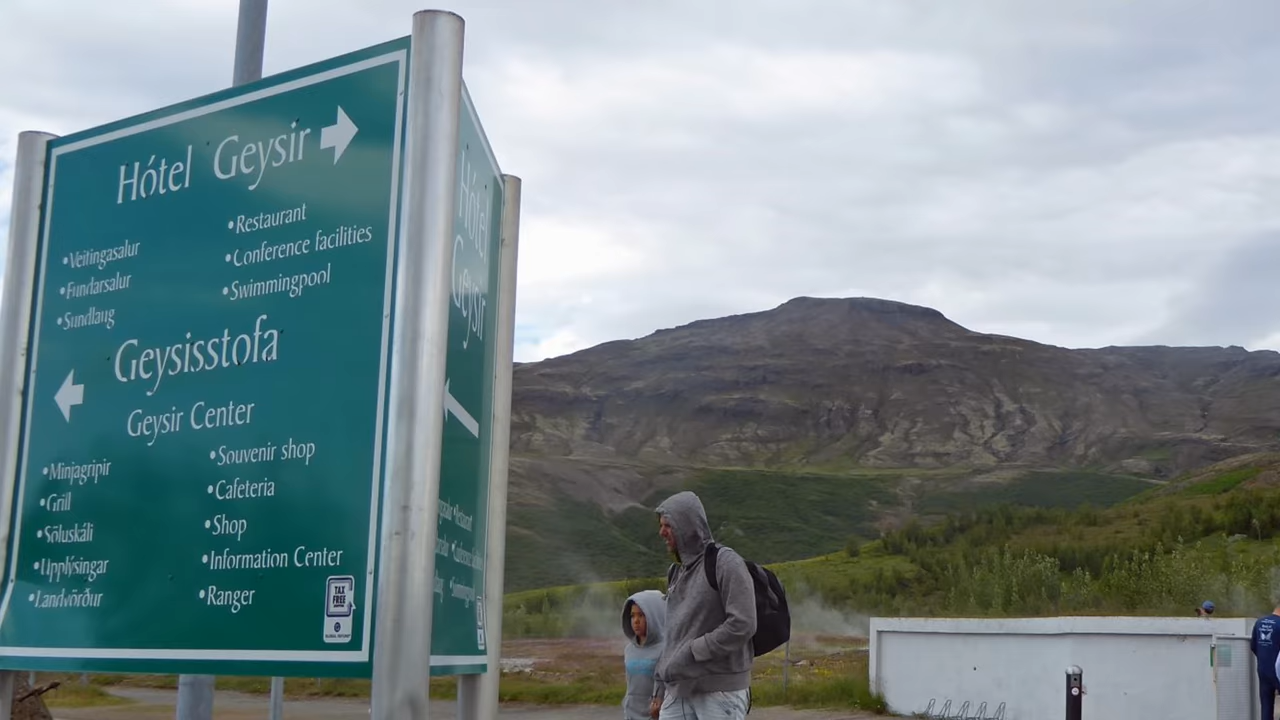 Hótel Geysir
•Veitingasalur
•Fundarsalur
•Sundlaug
•Restaurant
•Conference facilities
•Swimmingpool
Geysisstofa
Geysir Center
•Minjagripir
•Grill
•Söluskáli
•Upplýsingar
•Landvörður
•Souvenir shop
•Cafeteria
•Shop
•Information Center
•Ranger
TAX
FREE
Hótel
Geysir
•Restaurant